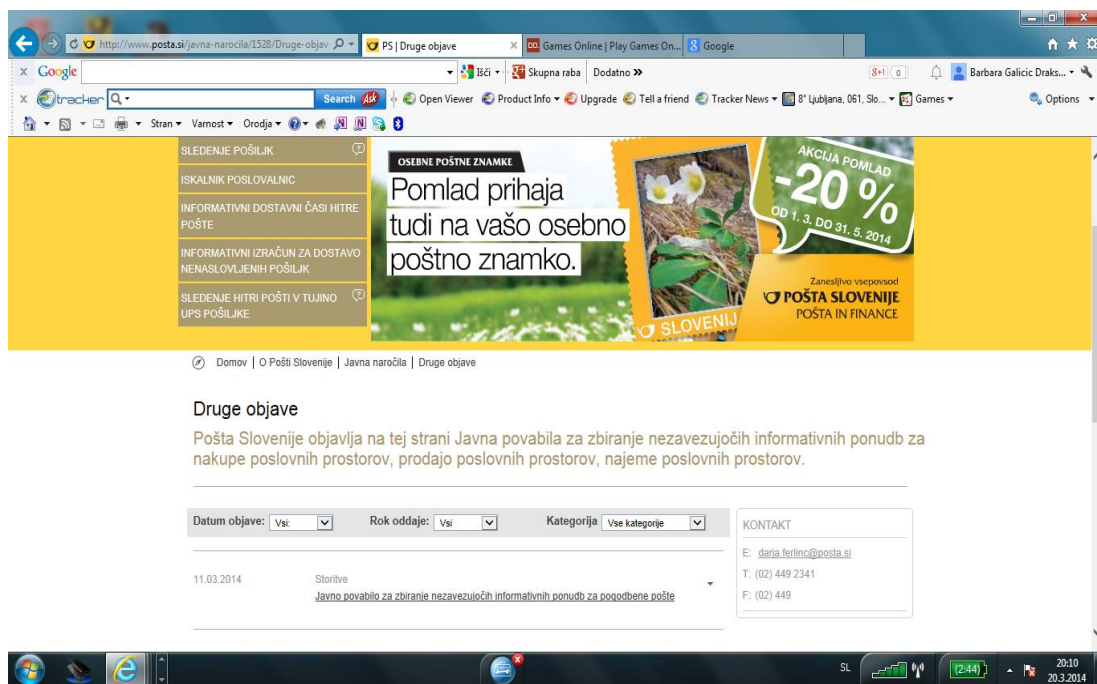 http://www.posta.si/javna-narocila/1528/Druge-objav
PS | Druge objave
Games Online | Play Games On...
Google
Google
Išči
Skupna raba
Dodatno »
g+1 0
Barbara Galicic Draks...
tracker
Search
Ask
Open Viewer
Product Info
Upgrade
Tell a friend
Tracker News
8° Ljubljana, 061, Slo...
Games
Options
Stran
Varnost
Orodja
SLEDENJE POŠILJK
ISKALNIK POSLOVALNIC
INFORMATIVNI DOSTAVNI ČASI HITRE
POŠTE
INFORMATIVNI IZRAČUN ZA DOSTAVO
NENASLOVLJENIH POŠILJK
SLEDENJE HITRI POŠTI V TUJINO
UPS POŠILJKE
OSEBNE POŠTNE ZNAMKE
Pomlad prihaja
tudi na vašo osebno
poštno znamko.
SLOVENIJ
AKCIJA POMLAD
-20 %
OD 1. 3. DO 31. 5. 2014
Zanesljivo vsepovsod
POŠTA SLOVENIJE
POŠTA IN FINANCE
Domov | O Pošti Slovenije | Javna naročila | Druge objave
Druge objave
Pošta Slovenije objavlja na tej strani Javna povabila za zbiranje nezavezujočih informativnih ponudb za
nakupe poslovnih prostorov, prodajo poslovnih prostorov, najeme poslovnih prostorov.
Datum objave: Vsi: Rok oddaje: Vsi Kategorija Vse kategorije
KONTAKT
E: darja.ferlinc@posta.si
T: (02) 449 2341
F: (02) 449
11.03.2014 Storitve
Javno povabilo za zbiranje nezavezujočih informativnih ponudb za pogodbene pošte
SL
(2:44)
20:10
20.3.2014